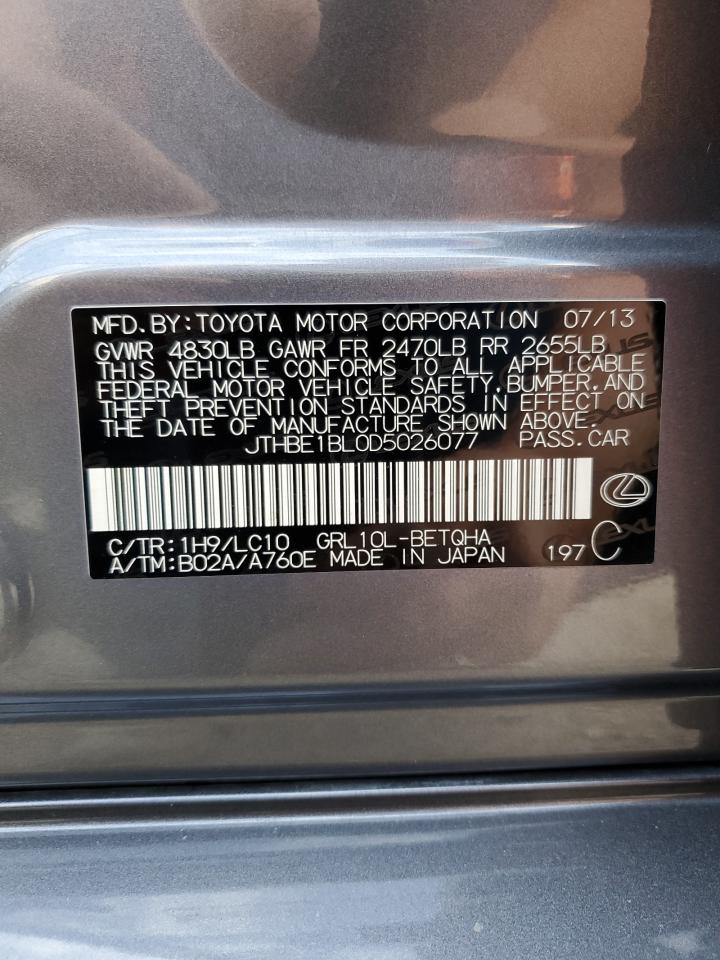 MFD. BY: TOYOTA MOTOR CORPORATION 07/13
GVWR 4830LB GAWR FR 2470LB RR 2655LB
THIS VEHICLE CONFORMS TO ALL APPLICABLE
FEDERAL MOTOR VEHICLE SAFETY, BUMPER, AND
THEFT PREVENTION STANDARDS IN EFFECT ON
THE DATE OF MANUFACTURE SHOWN ABOVE.
JTHBE1BL0D5026077 PASS. CAR
C/TR: 1H9/LC10 GRL10L-BETQHA
A/TM: B02A/A760E MADE IN JAPAN 197 C